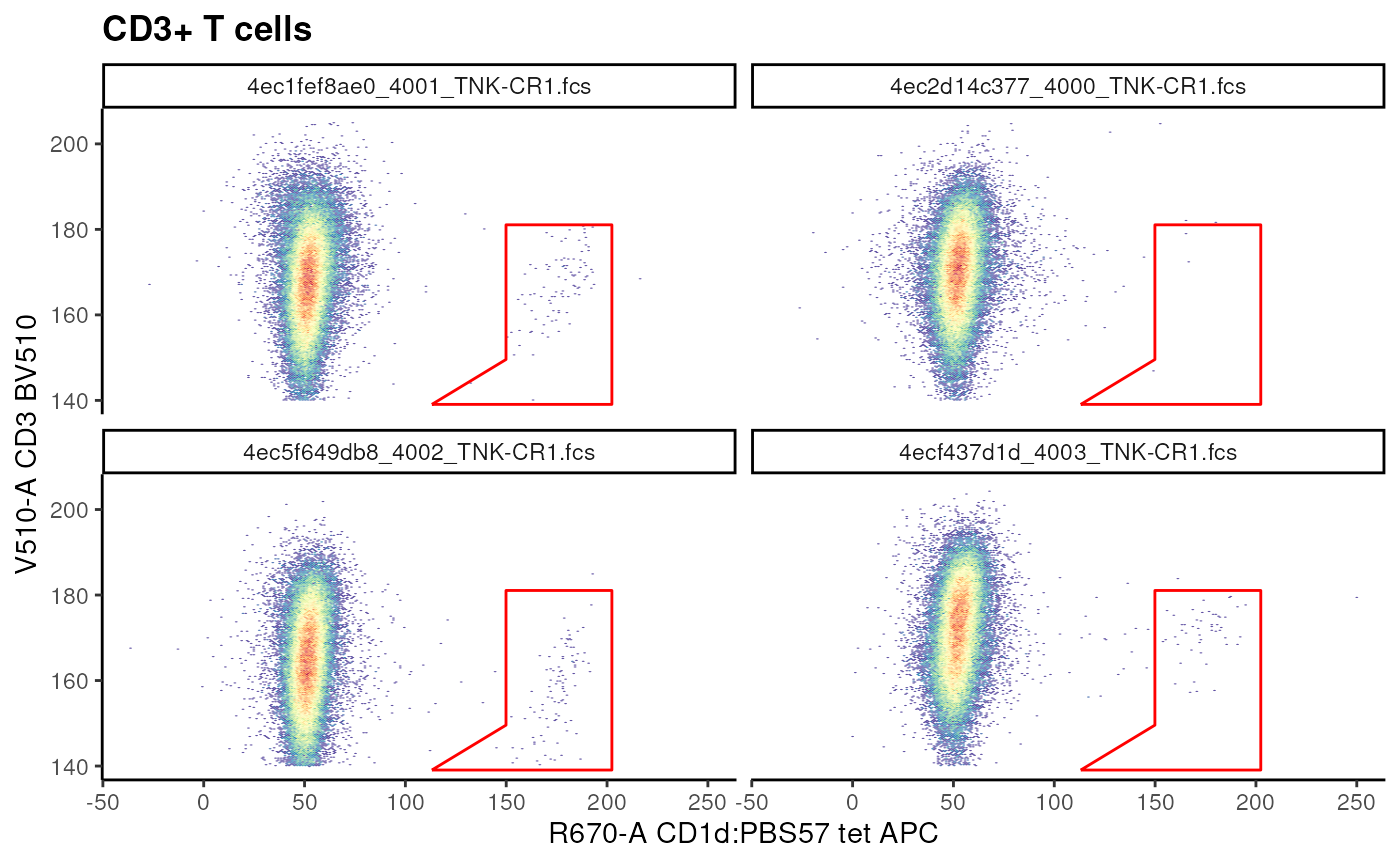 CD3+ T cells
4ec1fef8ae0_4001_TNK-CR1.fcs
4ec2d14c377_4000_TNK-CR1.fcs
200
180
160
140
4ec5f649db8_4002_TNK-CR1.fcs
4ecf437d1d_4003_TNK-CR1.fcs
200
180
160
140
V510-A CD3 BV510
-50 0 50 100 150 200 250
-50 0 50 100 150 200 250
R670-A CD1d:PBS57 tet APC